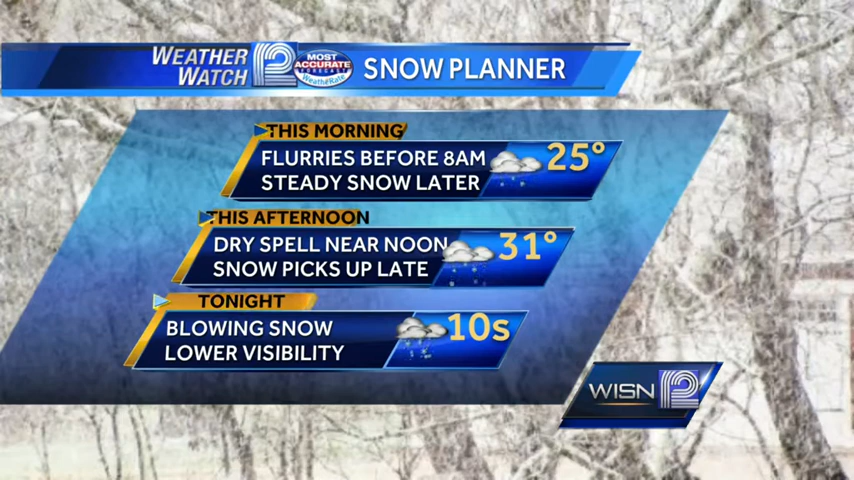 WEATHER WATCH 12
MOST ACCURATE FORECAST WeatheRate
SNOW PLANNER
THIS MORNING
FLURRIES BEFORE 8AM
STEADY SNOW LATER
25°
THIS AFTERNOON
DRY SPELL NEAR NOON
SNOW PICKS UP LATE
31°
TONIGHT
BLOWING SNOW
LOWER VISIBILITY
10s
WISN 12